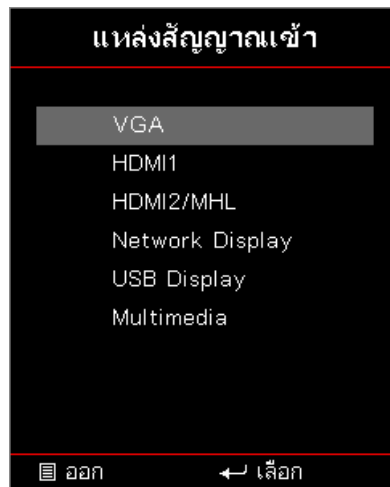 แหล่งสัญญาณเข้า
VGA
HDMI1
HDMI2/MHL
Network Display
USB Display
Multimedia
ออก เลือก